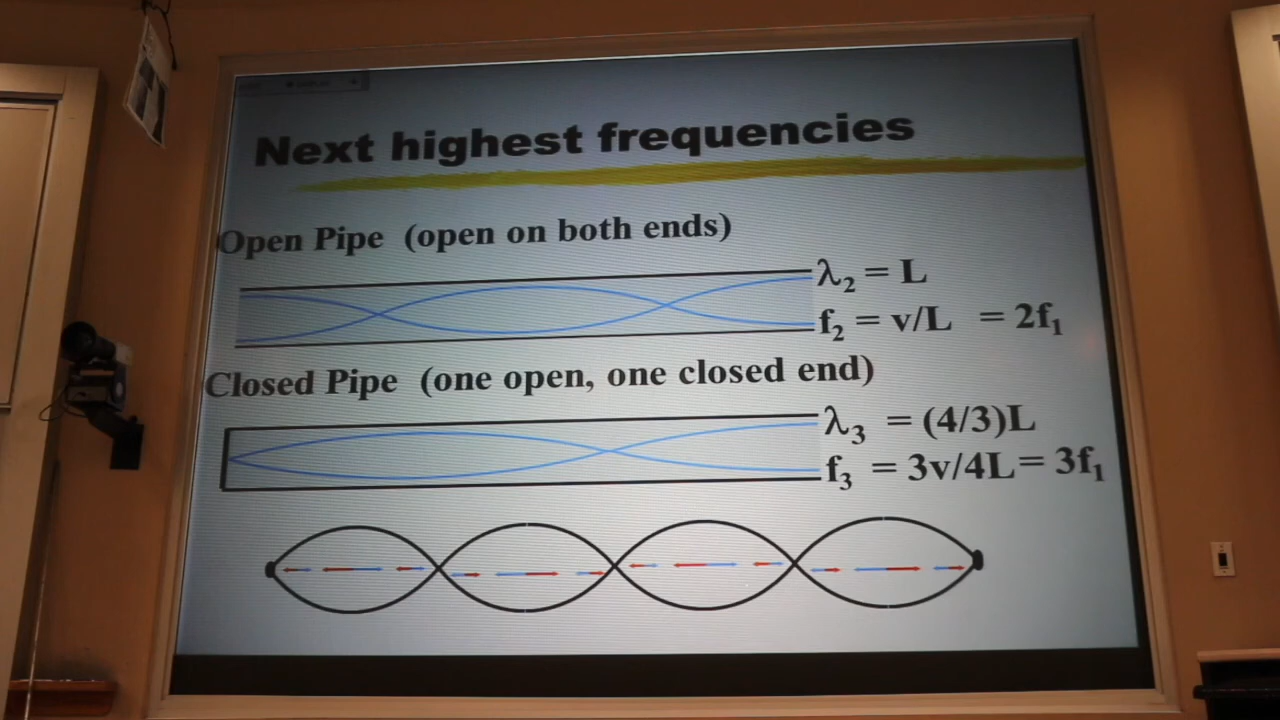 Next highest frequencies
Open Pipe (open on both ends)
λ₂ = L
f₂ = v/L = 2f₁
Closed Pipe (one open, one closed end)
λ₃ = (4/3)L
f₃ = 3v/4L= 3f₁